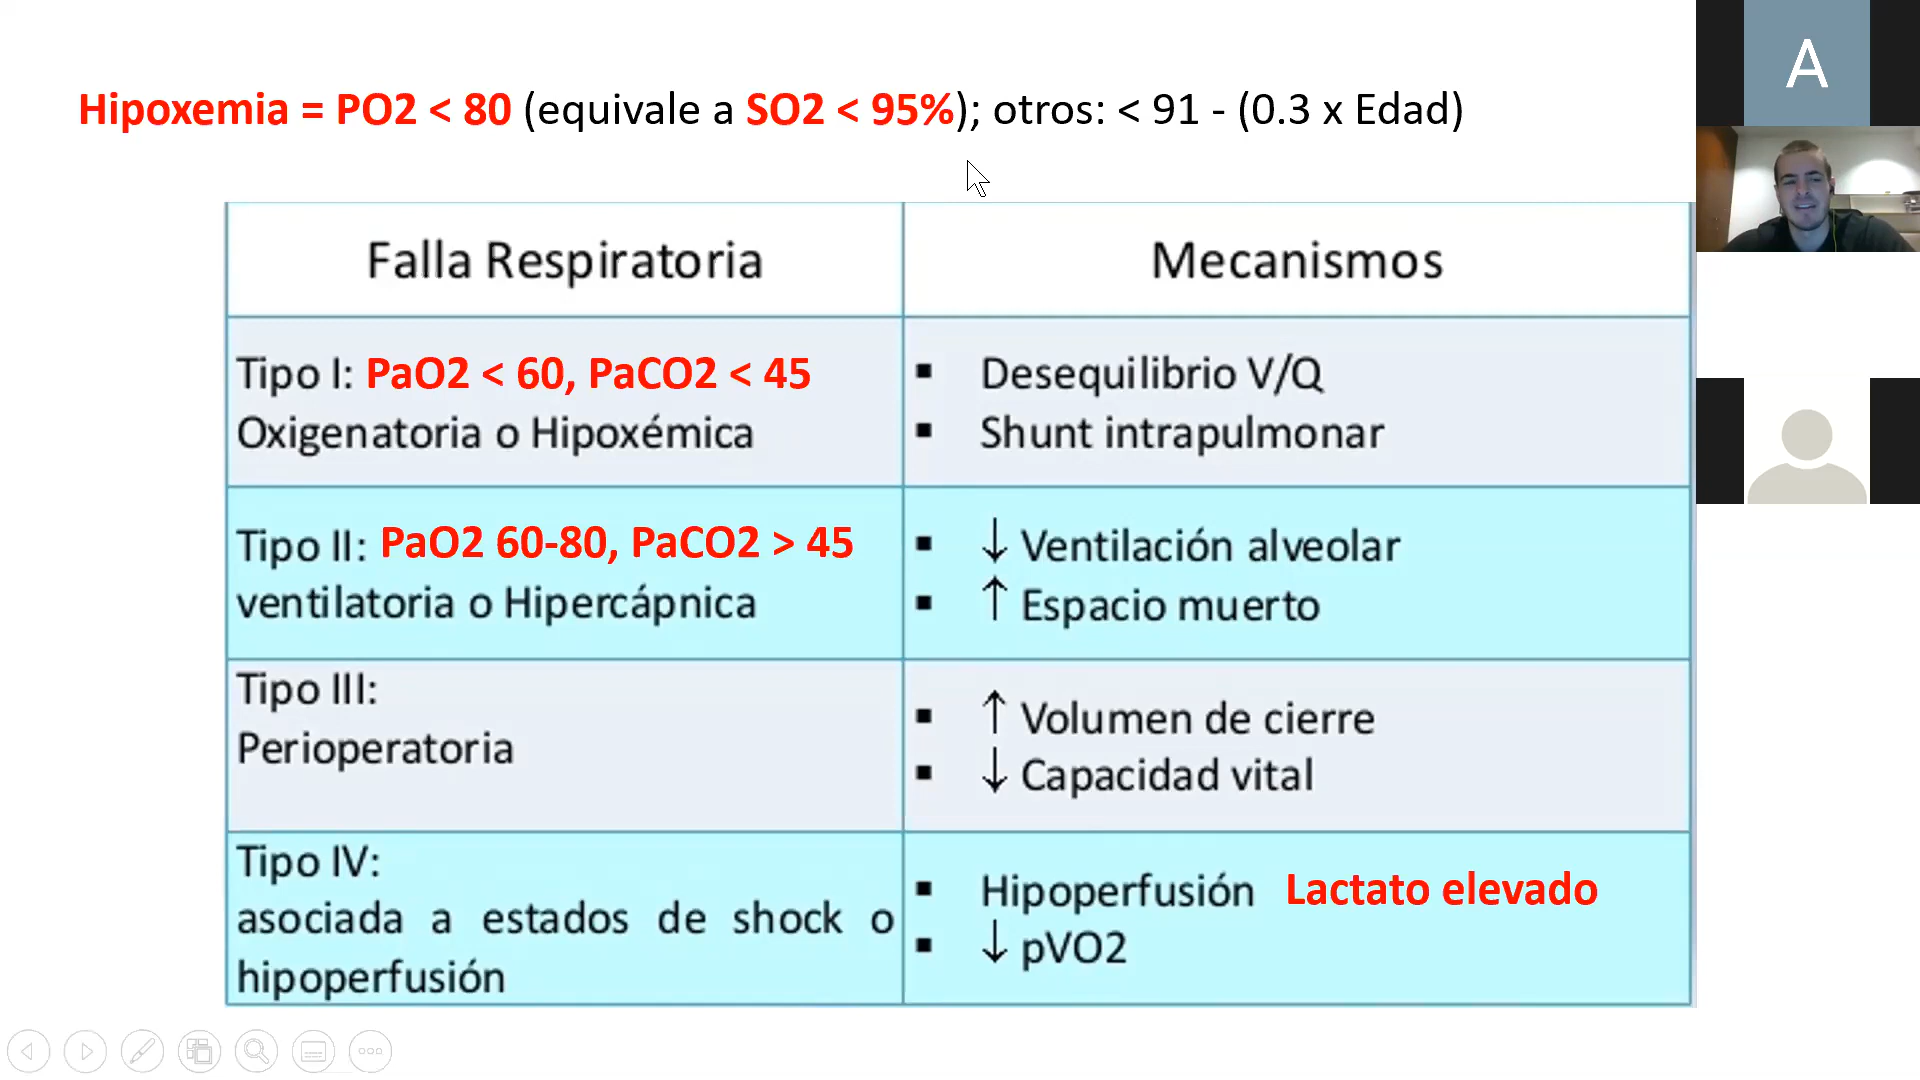 Hipoxemia = PO2 < 80 (equivale a SO2 < 95%); otros: < 91 - (0.3 x Edad)
A
Falla Respiratoria
Mecanismos
Tipo I: PaO2 < 60, PaCO2 < 45
Oxigenatoria o Hipoxémica
▪ Desequilibrio V/Q
▪ Shunt intrapulmonar
Tipo II: PaO2 60-80, PaCO2 > 45
ventilatoria o Hipercápnica
▪ ↓ Ventilación alveolar
▪ ↑ Espacio muerto
Tipo III:
Perioperatoria
▪ ↑ Volumen de cierre
▪ ↓ Capacidad vital
Tipo IV:
asociada a estados de shock o
hipoperfusión
▪ Hipoperfusión Lactato elevado
▪ ↓ pVO2